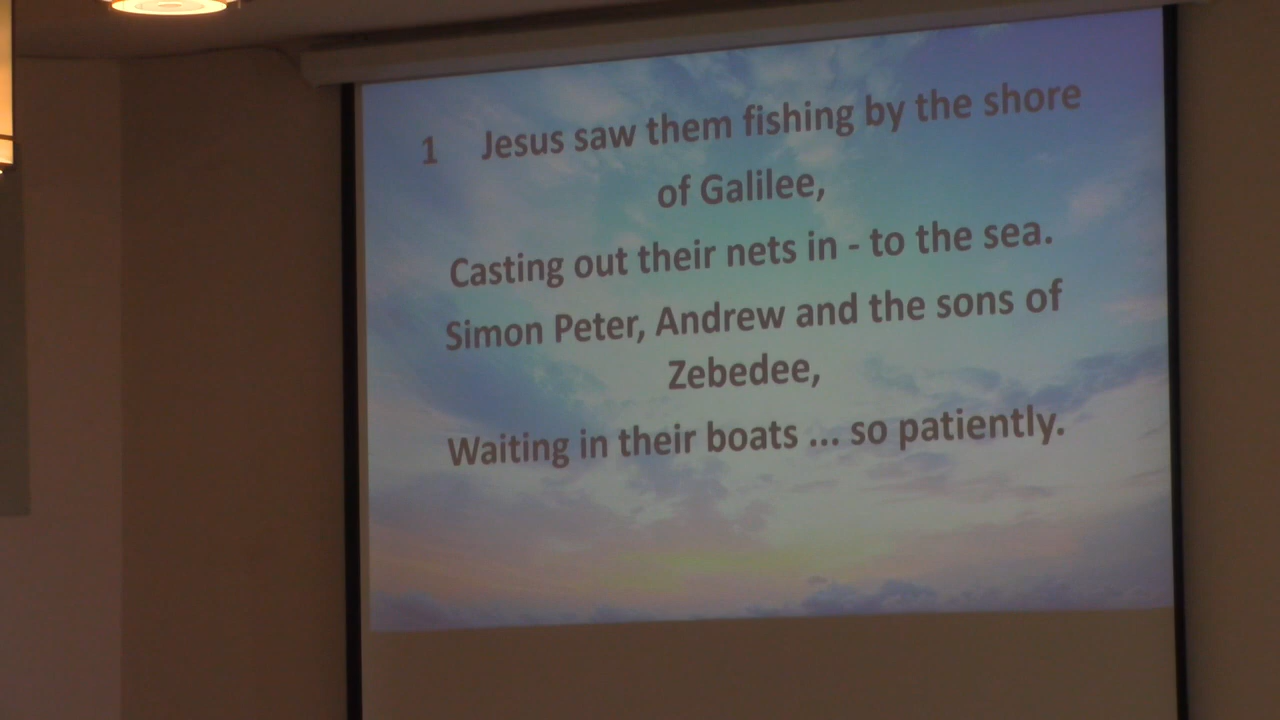 1 Jesus saw them fishing by the shore
of Galilee,
Casting out their nets in - to the sea.
Simon Peter, Andrew and the sons of
Zebedee,
Waiting in their boats ... so patiently.